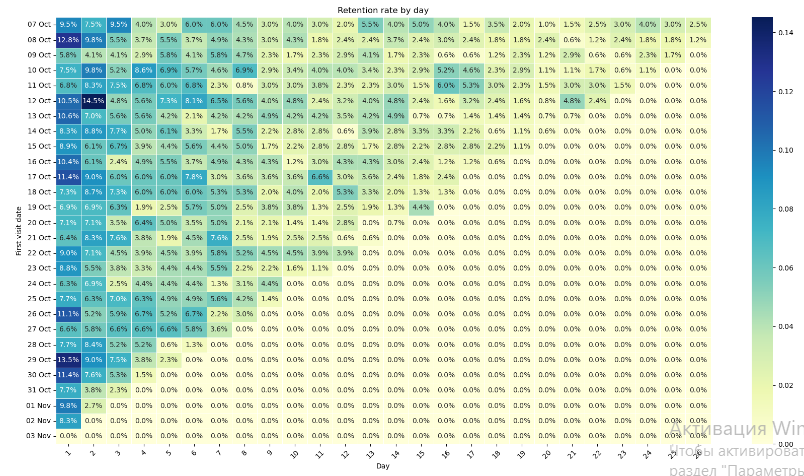 Retention rate by day
First visit date
07 Oct 9.5% 7.5% 9.5% 4.0% 3.0% 6.0% 6.0% 4.5% 3.0% 4.0% 3.0% 2.0% 5.5% 4.0% 5.0% 4.0% 1.5% 3.5% 2.0% 1.0% 1.5% 2.5% 3.0% 4.0% 3.0% 2.5%
08 Oct 12.8% 9.8% 5.5% 3.7% 5.5% 3.7% 4.9% 4.3% 3.0% 4.3% 1.8% 2.4% 2.4% 3.7% 2.4% 3.0% 2.4% 1.8% 1.8% 2.4% 0.6% 1.2% 2.4% 1.8% 1.8% 1.2%
09 Oct 5.8% 4.1% 4.1% 2.9% 5.8% 4.1% 5.8% 4.7% 2.3% 1.7% 2.3% 2.9% 4.1% 1.7% 2.3% 0.6% 0.6% 1.2% 2.3% 1.2% 2.9% 0.6% 0.6% 2.3% 1.7% 0.0%
10 Oct 7.5% 9.8% 5.2% 8.6% 6.9% 5.7% 4.6% 6.9% 2.9% 3.4% 4.0% 4.0% 3.4% 2.3% 2.9% 5.2% 4.6% 2.3% 2.9% 1.1% 1.1% 1.7% 0.6% 1.1% 0.0% 0.0%
11 Oct 6.8% 8.3% 7.5% 6.8% 6.0% 6.8% 2.3% 0.8% 3.0% 3.0% 3.8% 2.3% 2.3% 3.0% 1.5% 6.0% 5.3% 3.0% 2.3% 1.5% 3.0% 3.0% 1.5% 0.0% 0.0% 0.0%
12 Oct 10.5% 14.5% 4.8% 5.6% 7.3% 8.1% 6.5% 5.6% 4.0% 4.8% 2.4% 3.2% 4.0% 4.8% 2.4% 1.6% 3.2% 2.4% 1.6% 0.8% 4.8% 2.4% 0.0% 0.0% 0.0% 0.0%
13 Oct 10.6% 7.0% 5.6% 5.6% 4.2% 2.1% 4.2% 4.2% 4.9% 4.2% 4.2% 3.5% 4.2% 4.9% 0.7% 0.7% 1.4% 1.4% 1.4% 0.7% 0.7% 0.0% 0.0% 0.0% 0.0% 0.0%
14 Oct 8.3% 8.8% 7.7% 5.0% 6.1% 3.3% 1.7% 5.5% 2.2% 2.8% 2.8% 0.6% 3.9% 2.8% 3.3% 3.3% 2.2% 0.6% 1.1% 0.6% 0.0% 0.0% 0.0% 0.0% 0.0% 0.0%
15 Oct 8.9% 6.1% 6.7% 3.9% 4.4% 5.6% 4.4% 5.0% 1.7% 2.2% 2.8% 2.8% 1.7% 2.8% 2.2% 2.8% 2.8% 2.2% 1.1% 0.0% 0.0% 0.0% 0.0% 0.0% 0.0% 0.0%
16 Oct 10.4% 6.1% 2.4% 4.9% 5.5% 3.7% 4.9% 4.3% 4.3% 1.2% 3.0% 4.3% 4.3% 3.0% 2.4% 1.2% 1.2% 0.6% 0.0% 0.0% 0.0% 0.0% 0.0% 0.0% 0.0% 0.0%
17 Oct 11.4% 9.0% 6.0% 6.0% 6.0% 7.8% 3.0% 3.6% 3.6% 3.6% 6.6% 3.0% 3.6% 2.4% 1.8% 2.4% 0.0% 0.0% 0.0% 0.0% 0.0% 0.0% 0.0% 0.0% 0.0% 0.0%
18 Oct 7.3% 8.7% 7.3% 6.0% 6.0% 6.0% 5.3% 5.3% 2.0% 4.0% 2.0% 5.3% 3.3% 2.0% 1.3% 1.3% 0.0% 0.0% 0.0% 0.0% 0.0% 0.0% 0.0% 0.0% 0.0% 0.0%
19 Oct 6.9% 6.9% 6.3% 1.9% 2.5% 5.7% 5.0% 2.5% 3.8% 3.8% 1.3% 2.5% 1.9% 1.3% 4.4% 0.0% 0.0% 0.0% 0.0% 0.0% 0.0% 0.0% 0.0% 0.0% 0.0% 0.0%
20 Oct 7.1% 7.1% 3.5% 6.4% 5.0% 3.5% 5.0% 2.1% 2.1% 1.4% 1.4% 2.8% 0.0% 0.7% 0.0% 0.0% 0.0% 0.0% 0.0% 0.0% 0.0% 0.0% 0.0% 0.0% 0.0% 0.0%
21 Oct 6.4% 8.3% 7.6% 3.8% 1.9% 4.5% 7.6% 2.5% 1.9% 2.5% 2.5% 0.6% 0.6% 0.0% 0.0% 0.0% 0.0% 0.0% 0.0% 0.0% 0.0% 0.0% 0.0% 0.0% 0.0% 0.0%
22 Oct 9.0% 7.1% 4.5% 3.9% 4.5% 3.9% 5.8% 5.2% 4.5% 4.5% 3.9% 3.9% 0.0% 0.0% 0.0% 0.0% 0.0% 0.0% 0.0% 0.0% 0.0% 0.0% 0.0% 0.0% 0.0% 0.0%
23 Oct 8.8% 5.5% 3.8% 3.3% 4.4% 4.4% 5.5% 2.2% 2.2% 1.6% 1.1% 0.0% 0.0% 0.0% 0.0% 0.0% 0.0% 0.0% 0.0% 0.0% 0.0% 0.0% 0.0% 0.0% 0.0% 0.0%
24 Oct 6.3% 6.9% 2.5% 4.4% 4.4% 4.4% 1.3% 3.1% 4.4% 0.0% 0.0% 0.0% 0.0% 0.0% 0.0% 0.0% 0.0% 0.0% 0.0% 0.0% 0.0% 0.0% 0.0% 0.0% 0.0% 0.0%
25 Oct 7.7% 6.3% 7.0% 6.3% 4.9% 4.9% 5.6% 4.2% 1.4% 0.0% 0.0% 0.0% 0.0% 0.0% 0.0% 0.0% 0.0% 0.0% 0.0% 0.0% 0.0% 0.0% 0.0% 0.0% 0.0% 0.0%
26 Oct 11.1% 5.2% 5.9% 6.7% 5.2% 6.7% 2.2% 3.0% 0.0% 0.0% 0.0% 0.0% 0.0% 0.0% 0.0% 0.0% 0.0% 0.0% 0.0% 0.0% 0.0% 0.0% 0.0% 0.0% 0.0% 0.0%
27 Oct 6.6% 5.8% 6.6% 6.6% 6.6% 5.8% 3.6% 0.0% 0.0% 0.0% 0.0% 0.0% 0.0% 0.0% 0.0% 0.0% 0.0% 0.0% 0.0% 0.0% 0.0% 0.0% 0.0% 0.0% 0.0% 0.0%
28 Oct 7.7% 8.4% 5.2% 5.2% 0.6% 1.3% 0.0% 0.0% 0.0% 0.0% 0.0% 0.0% 0.0% 0.0% 0.0% 0.0% 0.0% 0.0% 0.0% 0.0% 0.0% 0.0% 0.0% 0.0% 0.0% 0.0%
29 Oct 13.5% 9.0% 7.5% 3.8% 2.3% 0.0% 0.0% 0.0% 0.0% 0.0% 0.0% 0.0% 0.0% 0.0% 0.0% 0.0% 0.0% 0.0% 0.0% 0.0% 0.0% 0.0% 0.0% 0.0% 0.0% 0.0%
30 Oct 11.4% 7.6% 5.3% 1.5% 0.0% 0.0% 0.0% 0.0% 0.0% 0.0% 0.0% 0.0% 0.0% 0.0% 0.0% 0.0% 0.0% 0.0% 0.0% 0.0% 0.0% 0.0% 0.0% 0.0% 0.0% 0.0%
31 Oct 7.7% 3.8% 2.3% 0.0% 0.0% 0.0% 0.0% 0.0% 0.0% 0.0% 0.0% 0.0% 0.0% 0.0% 0.0% 0.0% 0.0% 0.0% 0.0% 0.0% 0.0% 0.0% 0.0% 0.0% 0.0% 0.0%
01 Nov 9.8% 2.7% 0.0% 0.0% 0.0% 0.0% 0.0% 0.0% 0.0% 0.0% 0.0% 0.0% 0.0% 0.0% 0.0% 0.0% 0.0% 0.0% 0.0% 0.0% 0.0% 0.0% 0.0% 0.0% 0.0% 0.0%
02 Nov 8.3% 0.0% 0.0% 0.0% 0.0% 0.0% 0.0% 0.0% 0.0% 0.0% 0.0% 0.0% 0.0% 0.0% 0.0% 0.0% 0.0% 0.0% 0.0% 0.0% 0.0% 0.0% 0.0% 0.0% 0.0% 0.0%
03 Nov 0.0% 0.0% 0.0% 0.0% 0.0% 0.0% 0.0% 0.0% 0.0% 0.0% 0.0% 0.0% 0.0% 0.0% 0.0% 0.0% 0.0% 0.0% 0.0% 0.0% 0.0% 0.0% 0.0% 0.0% 0.0% 0.0%
1 2 3 4 5 6 7 8 9 10 11 12 13 14 15 16 17 18 19 20 21 22 23 24 25 26
Day
0.14
0.12
0.10
0.08
0.06
0.04
0.02
0.00
Активация Win
Чтобы активироват
раздел "Параметры